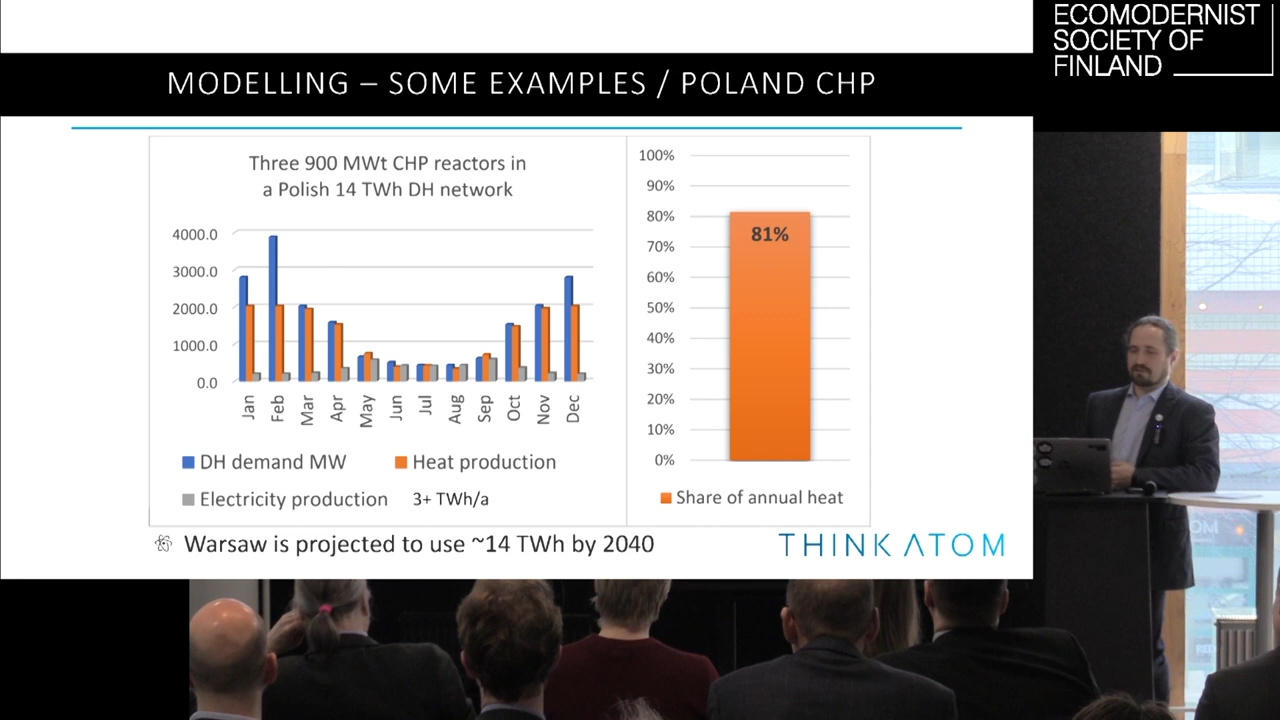 ECOMODERNIST
SOCIETY OF
FINLAND
MODELLING – SOME EXAMPLES / POLAND CHP
Three 900 MWt CHP reactors in
a Polish 14 TWh DH network
4000.0
3000.0
2000.0
1000.0
0.0
Jan Feb Mar Apr May Jun Jul Aug Sep Oct Nov Dec
DH demand MW Heat production
Electricity production 3+ TWh/a
100%
90%
80%
70%
60%
50%
40%
30%
20%
10%
0%
81%
Share of annual heat
Warsaw is projected to use ~14 TWh by 2040
THINK ATOM